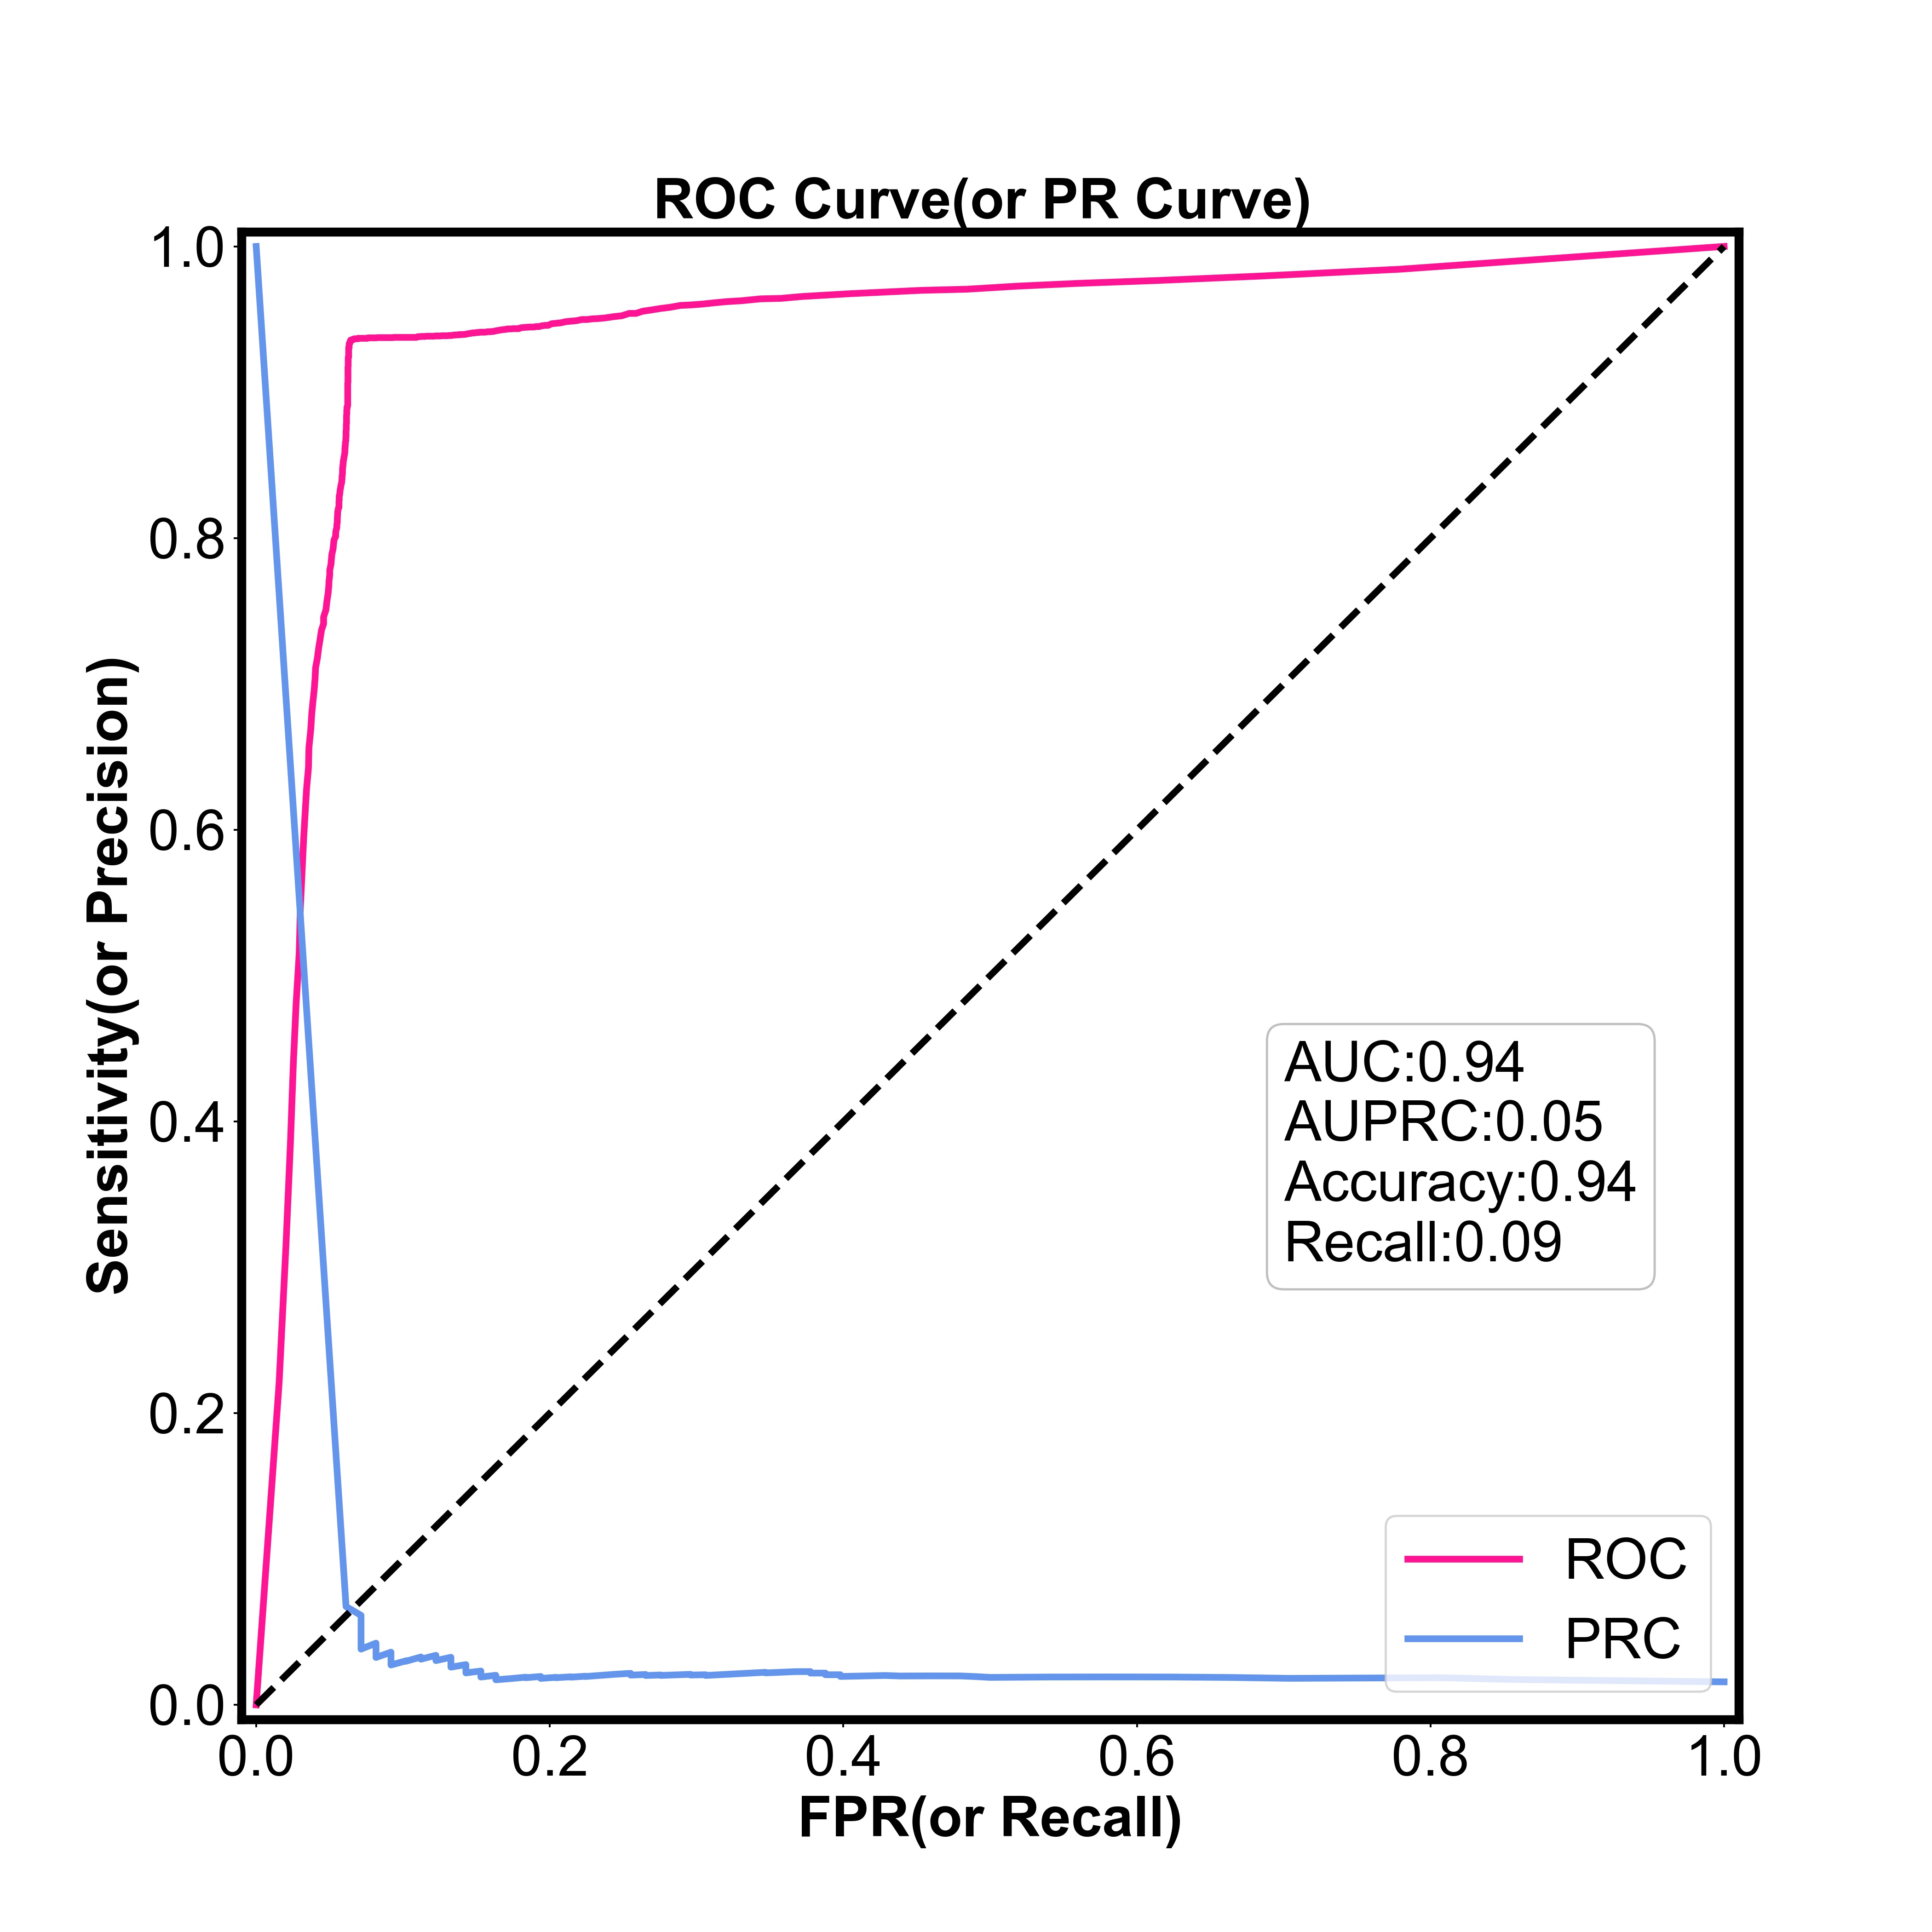 ROC Curve(or PR Curve)
1.0
0.8
0.6
0.4
0.2
0.0
Sensitivity(or Precision)
AUC:0.94
AUPRC:0.05
Accuracy:0.94
Recall:0.09
ROC
PRC
0.0 0.2 0.4 0.6 0.8 1.0
FPR(or Recall)